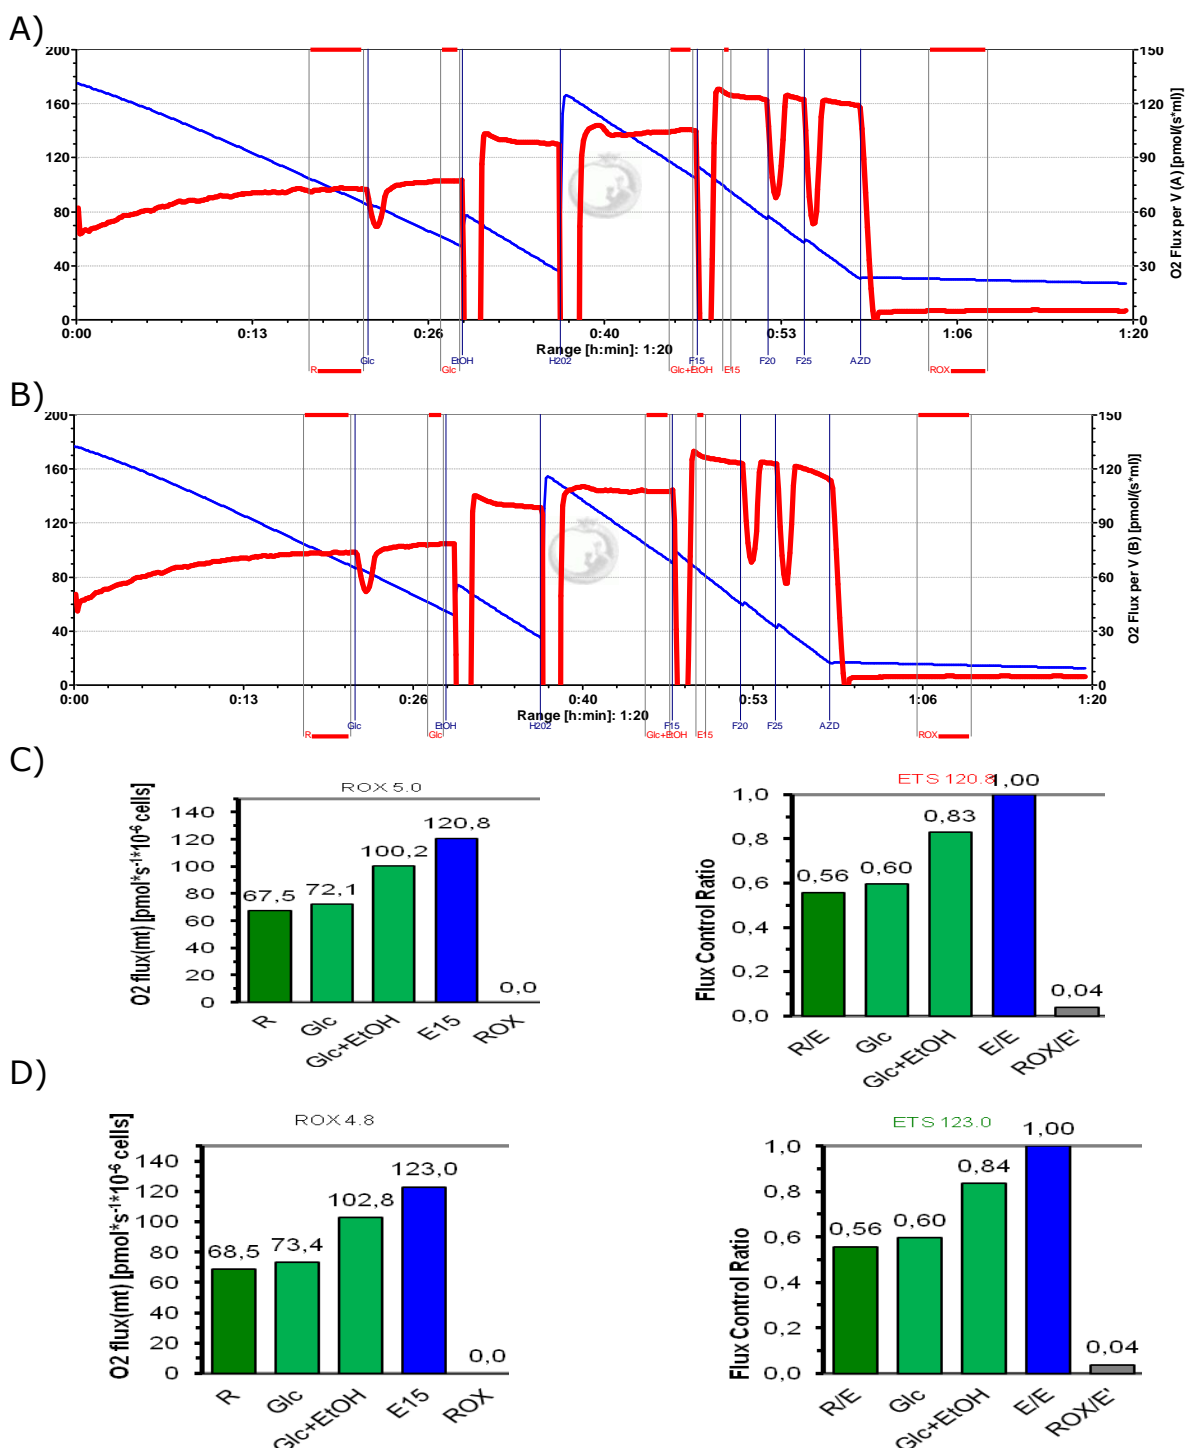 A)
200
160
120
80
40
0
150
120
90
60
30
0
O2 Flux per V (A) [pmol/(s*ml)]
0:00 0:13 0:26 0:40 0:53 1:06 1:20
Range [h:min]: 1:20
Glc EtOH H2O2 F15 F20 F25 AZD
R Glc Glc+EtOH E15 ROX
B)
200
160
120
80
40
0
150
120
90
60
30
0
O2 Flux per V (B) [pmol/(s*ml)]
0:00 0:13 0:26 0:40 0:53 1:06 1:20
Range [h:min]: 1:20
Glc EtOH H2O2 F15 F20 F25 AZD
R Glc Glc+EtOH E15 ROX
C)
ROX 5.0
O2 flux(mt) [pmol*s-1*10-6 cells]
140
120
100
80
60
40
20
0
67,5 72,1 100,2 120,8 0,0
R Glc Glc+EtOH E15 ROX
ETS 120.8
Flux Control Ratio
1,0
0,8
0,6
0,4
0,2
0,0
0,56 0,60 0,83 1,00 0,04
R/E Glc Glc+EtOH E/E ROX/E'
D)
ROX 4.8
O2 flux(mt) [pmol*s-1*10-6 cells]
140
120
100
80
60
40
20
0
68,5 73,4 102,8 123,0 0,0
R Glc Glc+EtOH E15 ROX
ETS 123.0
Flux Control Ratio
1,0
0,8
0,6
0,4
0,2
0,0
0,56 0,60 0,84 1,00 0,04
R/E Glc Glc+EtOH E/E ROX/E'